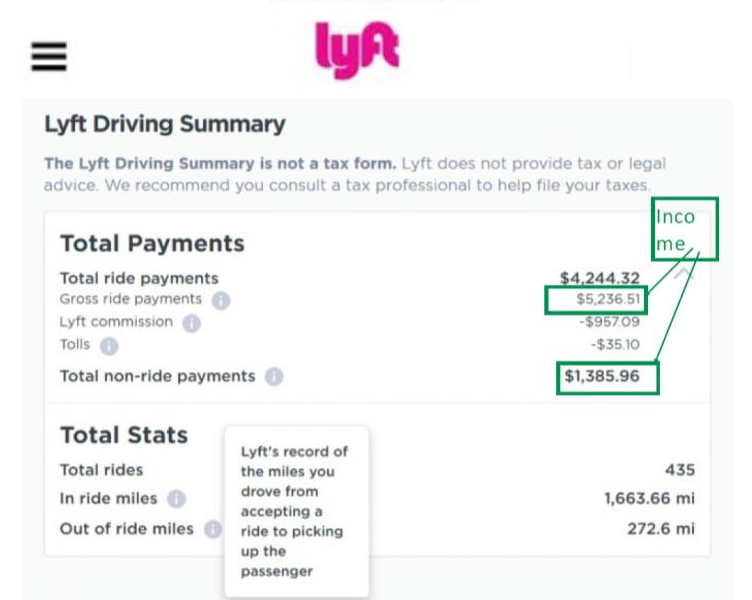 lyft
Lyft Driving Summary
The Lyft Driving Summary is not a tax form. Lyft does not provide tax or legal
advice. We recommend you consult a tax professional to help file your taxes.
Inco
me
Total Payments
Total ride payments $4,244.32
Gross ride payments i $5,236.51
Lyft commission i -$957.09
Tolls i -$35.10
Total non-ride payments i $1,385.96
Total Stats
Total rides 435
In ride miles i 1,663.66 mi
Out of ride miles i 272.6 mi
Lyft's record of
the miles you
drove from
accepting a
ride to picking
up the
passenger